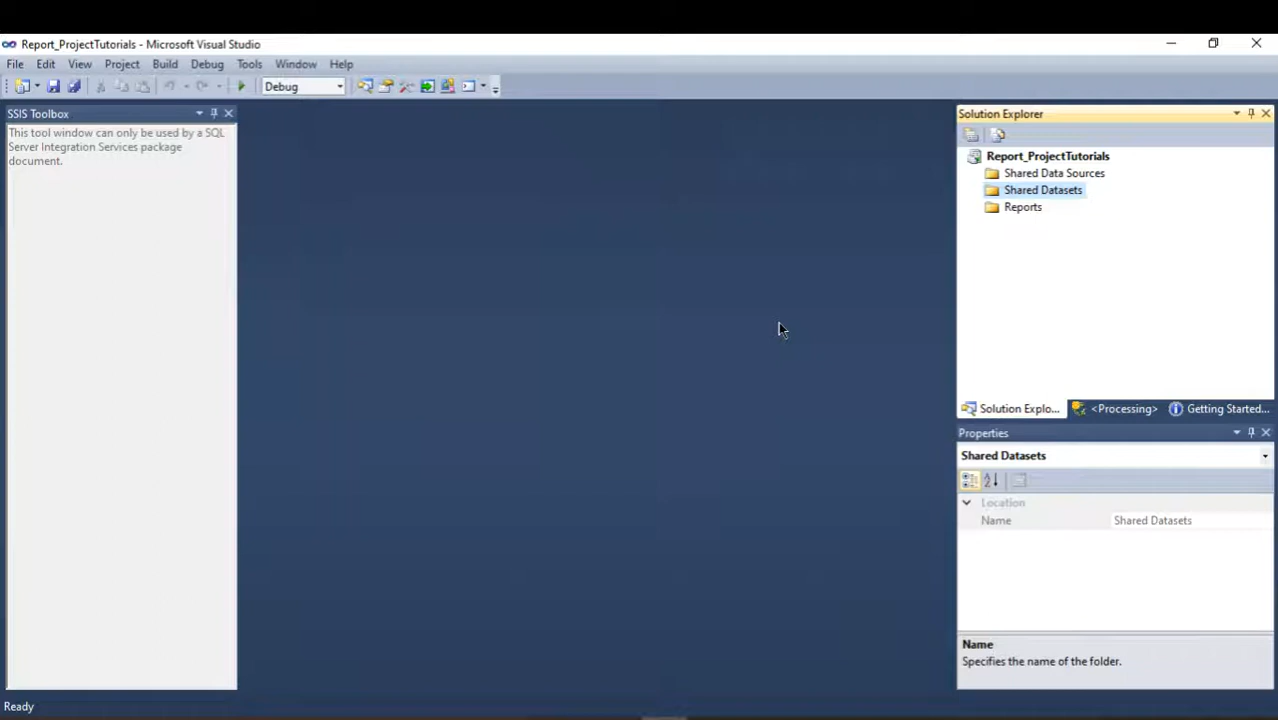 Report_ProjectTutorials - Microsoft Visual Studio
File Edit View Project Build Debug Tools Window Help
Debug
SSIS Toolbox
This tool window can only be used by a SQL
Server Integration Services package
document.
Solution Explorer
Report_ProjectTutorials
Shared Data Sources
Shared Datasets
Reports
Solution Explo... <Processing> Getting Started...
Properties
Shared Datasets
Location
Name Shared Datasets
Name
Specifies the name of the folder.
Ready